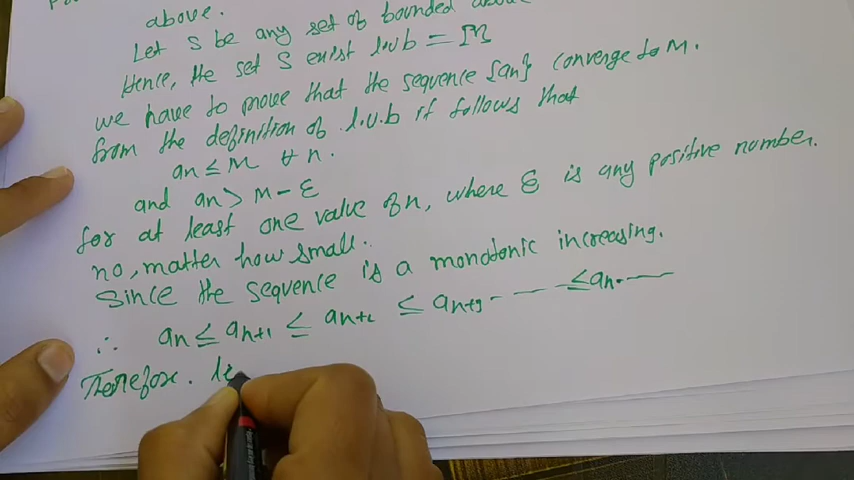 above.
Let S be any set of bounded above
Hence, the set S exist l.u.b = M
we have to prove that the sequence {an} converge to M.
from the definition of l.u.b it follows that
an ≤ M ∀ n.
and an > M - ε
for at least one value of n, where ε is any positive number.
no, matter how small.
Since the sequence is a monotonic increasing.
∴ an ≤ an+1 ≤ an+2 ≤ an+3 - - - - ≤ an. —
Therefore. le